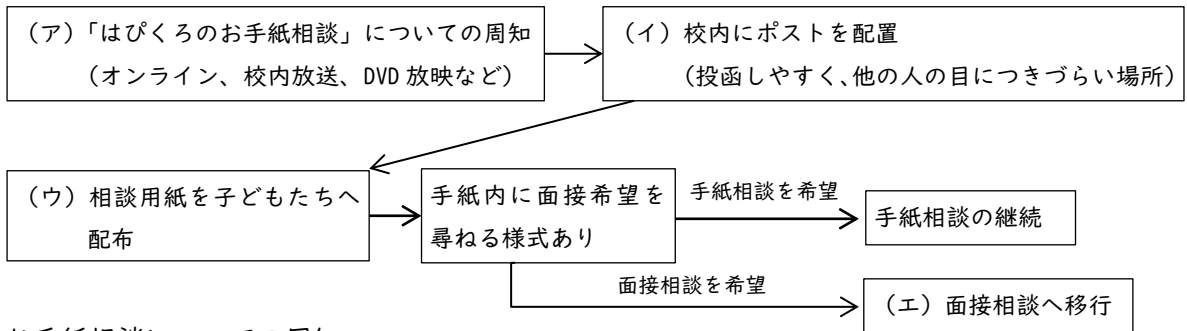 （ア）「はぴくろのお手紙相談」についての周知
（オンライン、校内放送、DVD放映など）
（イ）校内にポストを配置
（投函しやすく、他の人の目につきづらい場所）
（ウ）相談用紙を子どもたちへ
配布
手紙内に面接希望を
尋ねる様式あり
手紙相談を希望
手紙相談の継続
面接相談を希望
（エ）面接相談へ移行